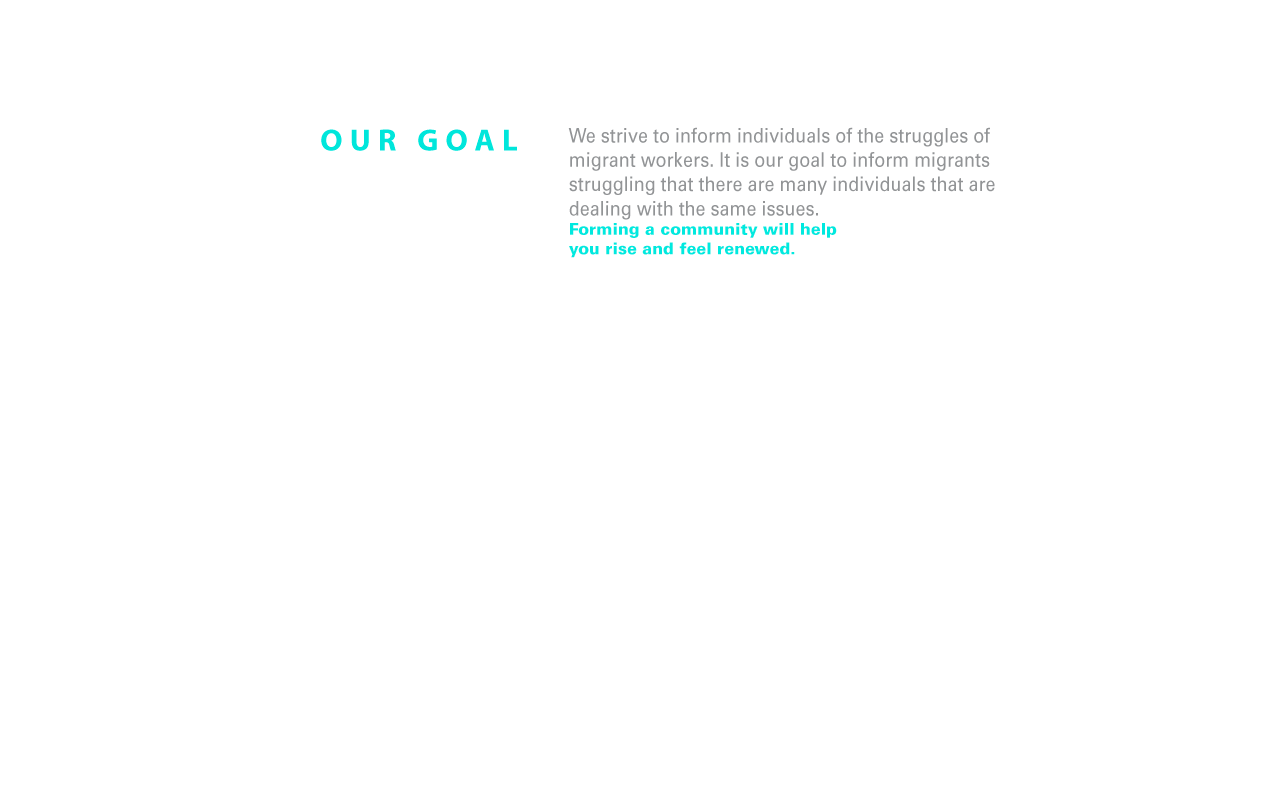 OUR GOAL
We strive to inform individuals of the struggles of
migrant workers. It is our goal to inform migrants
struggling that there are many individuals that are
dealing with the same issues.
Forming a community will help
you rise and feel renewed.